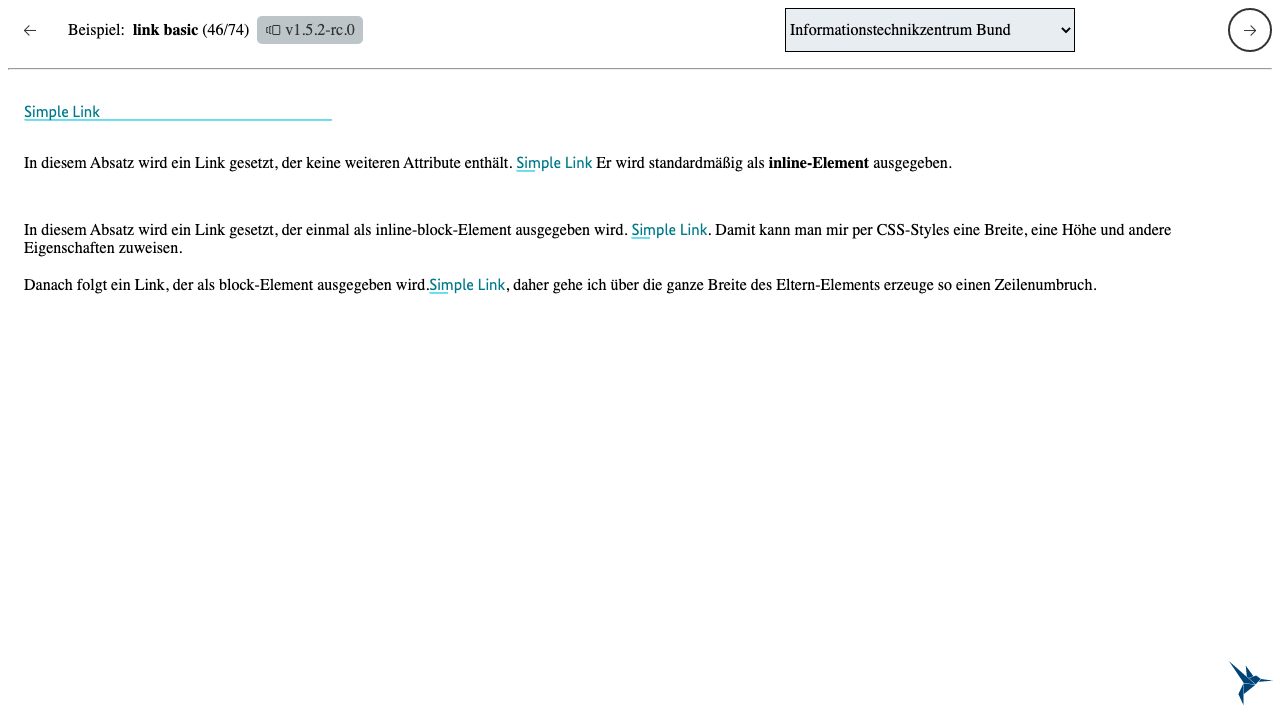 ← Beispiel: link basic (46/74) v1.5.2-rc.0 Informationstechnikzentrum Bund →
Simple Link
In diesem Absatz wird ein Link gesetzt, der keine weiteren Attribute enthält. Simple Link Er wird standardmäßig als inline-Element ausgegeben.
In diesem Absatz wird ein Link gesetzt, der einmal als inline-block-Element ausgegeben wird. Simple Link. Damit kann man mir per CSS-Styles eine Breite, eine Höhe und andere
Eigenschaften zuweisen.
Danach folgt ein Link, der als block-Element ausgegeben wird.Simple Link, daher gehe ich über die ganze Breite des Eltern-Elements erzeuge so einen Zeilenumbruch.